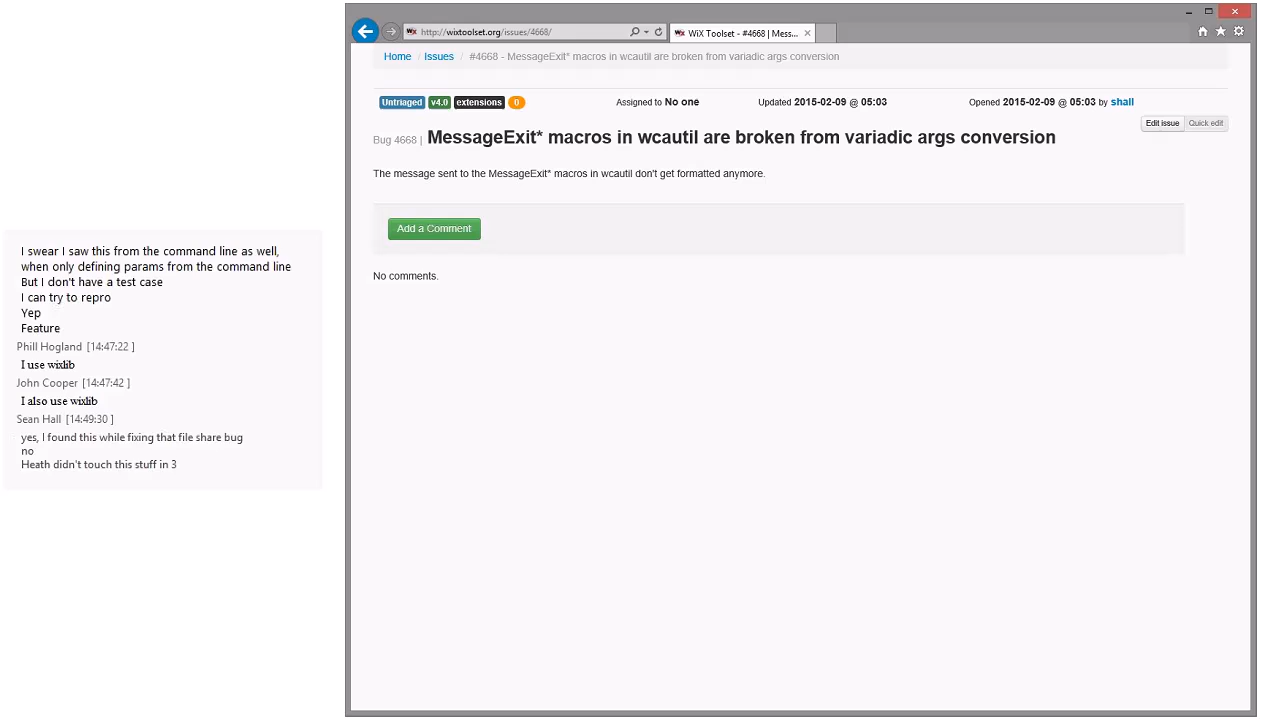 I swear I saw this from the command line as well,
when only defining params from the command line
But I don't have a test case
I can try to repro
Yep
Feature
Phill Hogland [14:47:22 ]
I use wixlib
John Cooper [14:47:42 ]
I also use wixlib
Sean Hall [14:49:30 ]
yes, I found this while fixing that file share bug
no
Heath didn't touch this stuff in 3
http://wixtoolset.org/issues/4668/
WiX Toolset - #4668 | Mess...
Home / Issues / #4668 - MessageExit* macros in wcautil are broken from variadic args conversion
Untriaged v4.0 extensions 0 Assigned to No one Updated 2015-02-09 @ 05:03 Opened 2015-02-09 @ 05:03 by shall
Edit issue Quick edit
Bug 4668 | MessageExit* macros in wcautil are broken from variadic args conversion
The message sent to the MessageExit* macros in wcautil don't get formatted anymore.
Add a Comment
No comments.